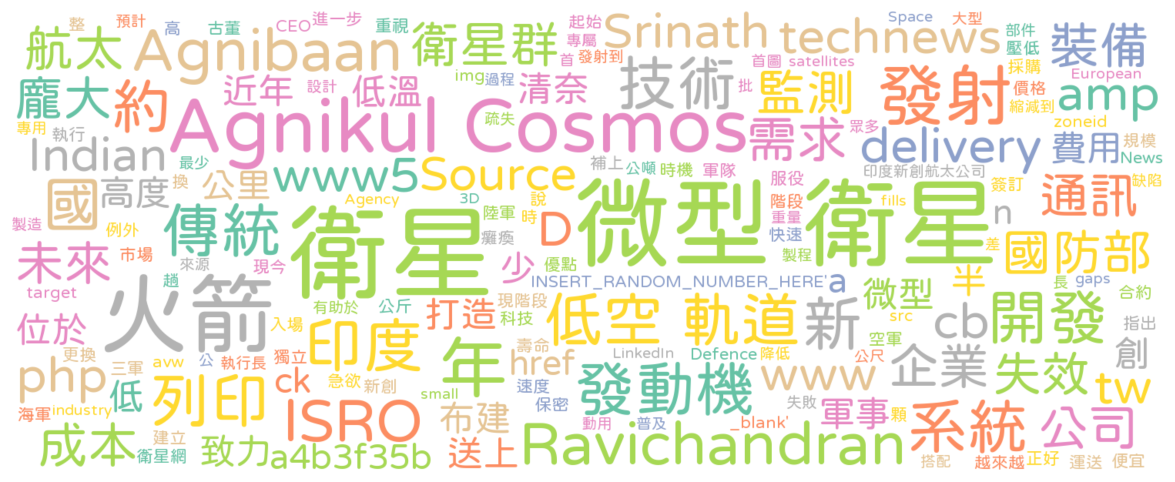 航太
Agnibaan
整
預計
高
古董
CEO
進一步
重視
衛星群
起始
專屬
首
發射到
Srinath
technews
Space
大型
部件
壓低
採購
裝備
European
龐大
約
近年
設計
低溫
img
過程
清奈
疏失
技術
首圖
satellites
批
監測
發射
價格
縮減到
amp
zoneid
專用
執行
最少
Indian
Agnikul Cosmos
需求
眾多
delivery
費用
規模
News
國
高度
換
公里
www5
Source
補上
公噸
時機
軍隊
印度新創航太公司
簽訂
缺陷
通訊
製造
例外
傳統
衛星
Agency
3D
說
時
陸軍
癱瘓
D
微型
衛星
服役
階段
重量
快速
製程
n
fills
差
國防部
未來
市場
來源
趟
現今
target
火箭
有助於
公斤
少
優點
INSERT_RANDOM_NUMBER_HERE'
a
微型
半
長
gaps
合約
位於
更換
三軍
avw
公
入場
執行長
急欲
印度
打造
現階段
科技
年
壽命
href
低空
軌道
LinkedIn
Defence
降低
空軍
新
src
公尺
cb
開發
指出
創
php
海軍
industry
低
列印
獨立
新創
ck
small
速度
保密
發動機
失敗
www
企業
失效
tw
成本
建立
衛星網
致力
ISRO
a4b3f35b
布建
送上
Ravichandran
動用
普及
_blank'
軍事
顆
系統
搭配
越來越
正好
運送
公司
便宜